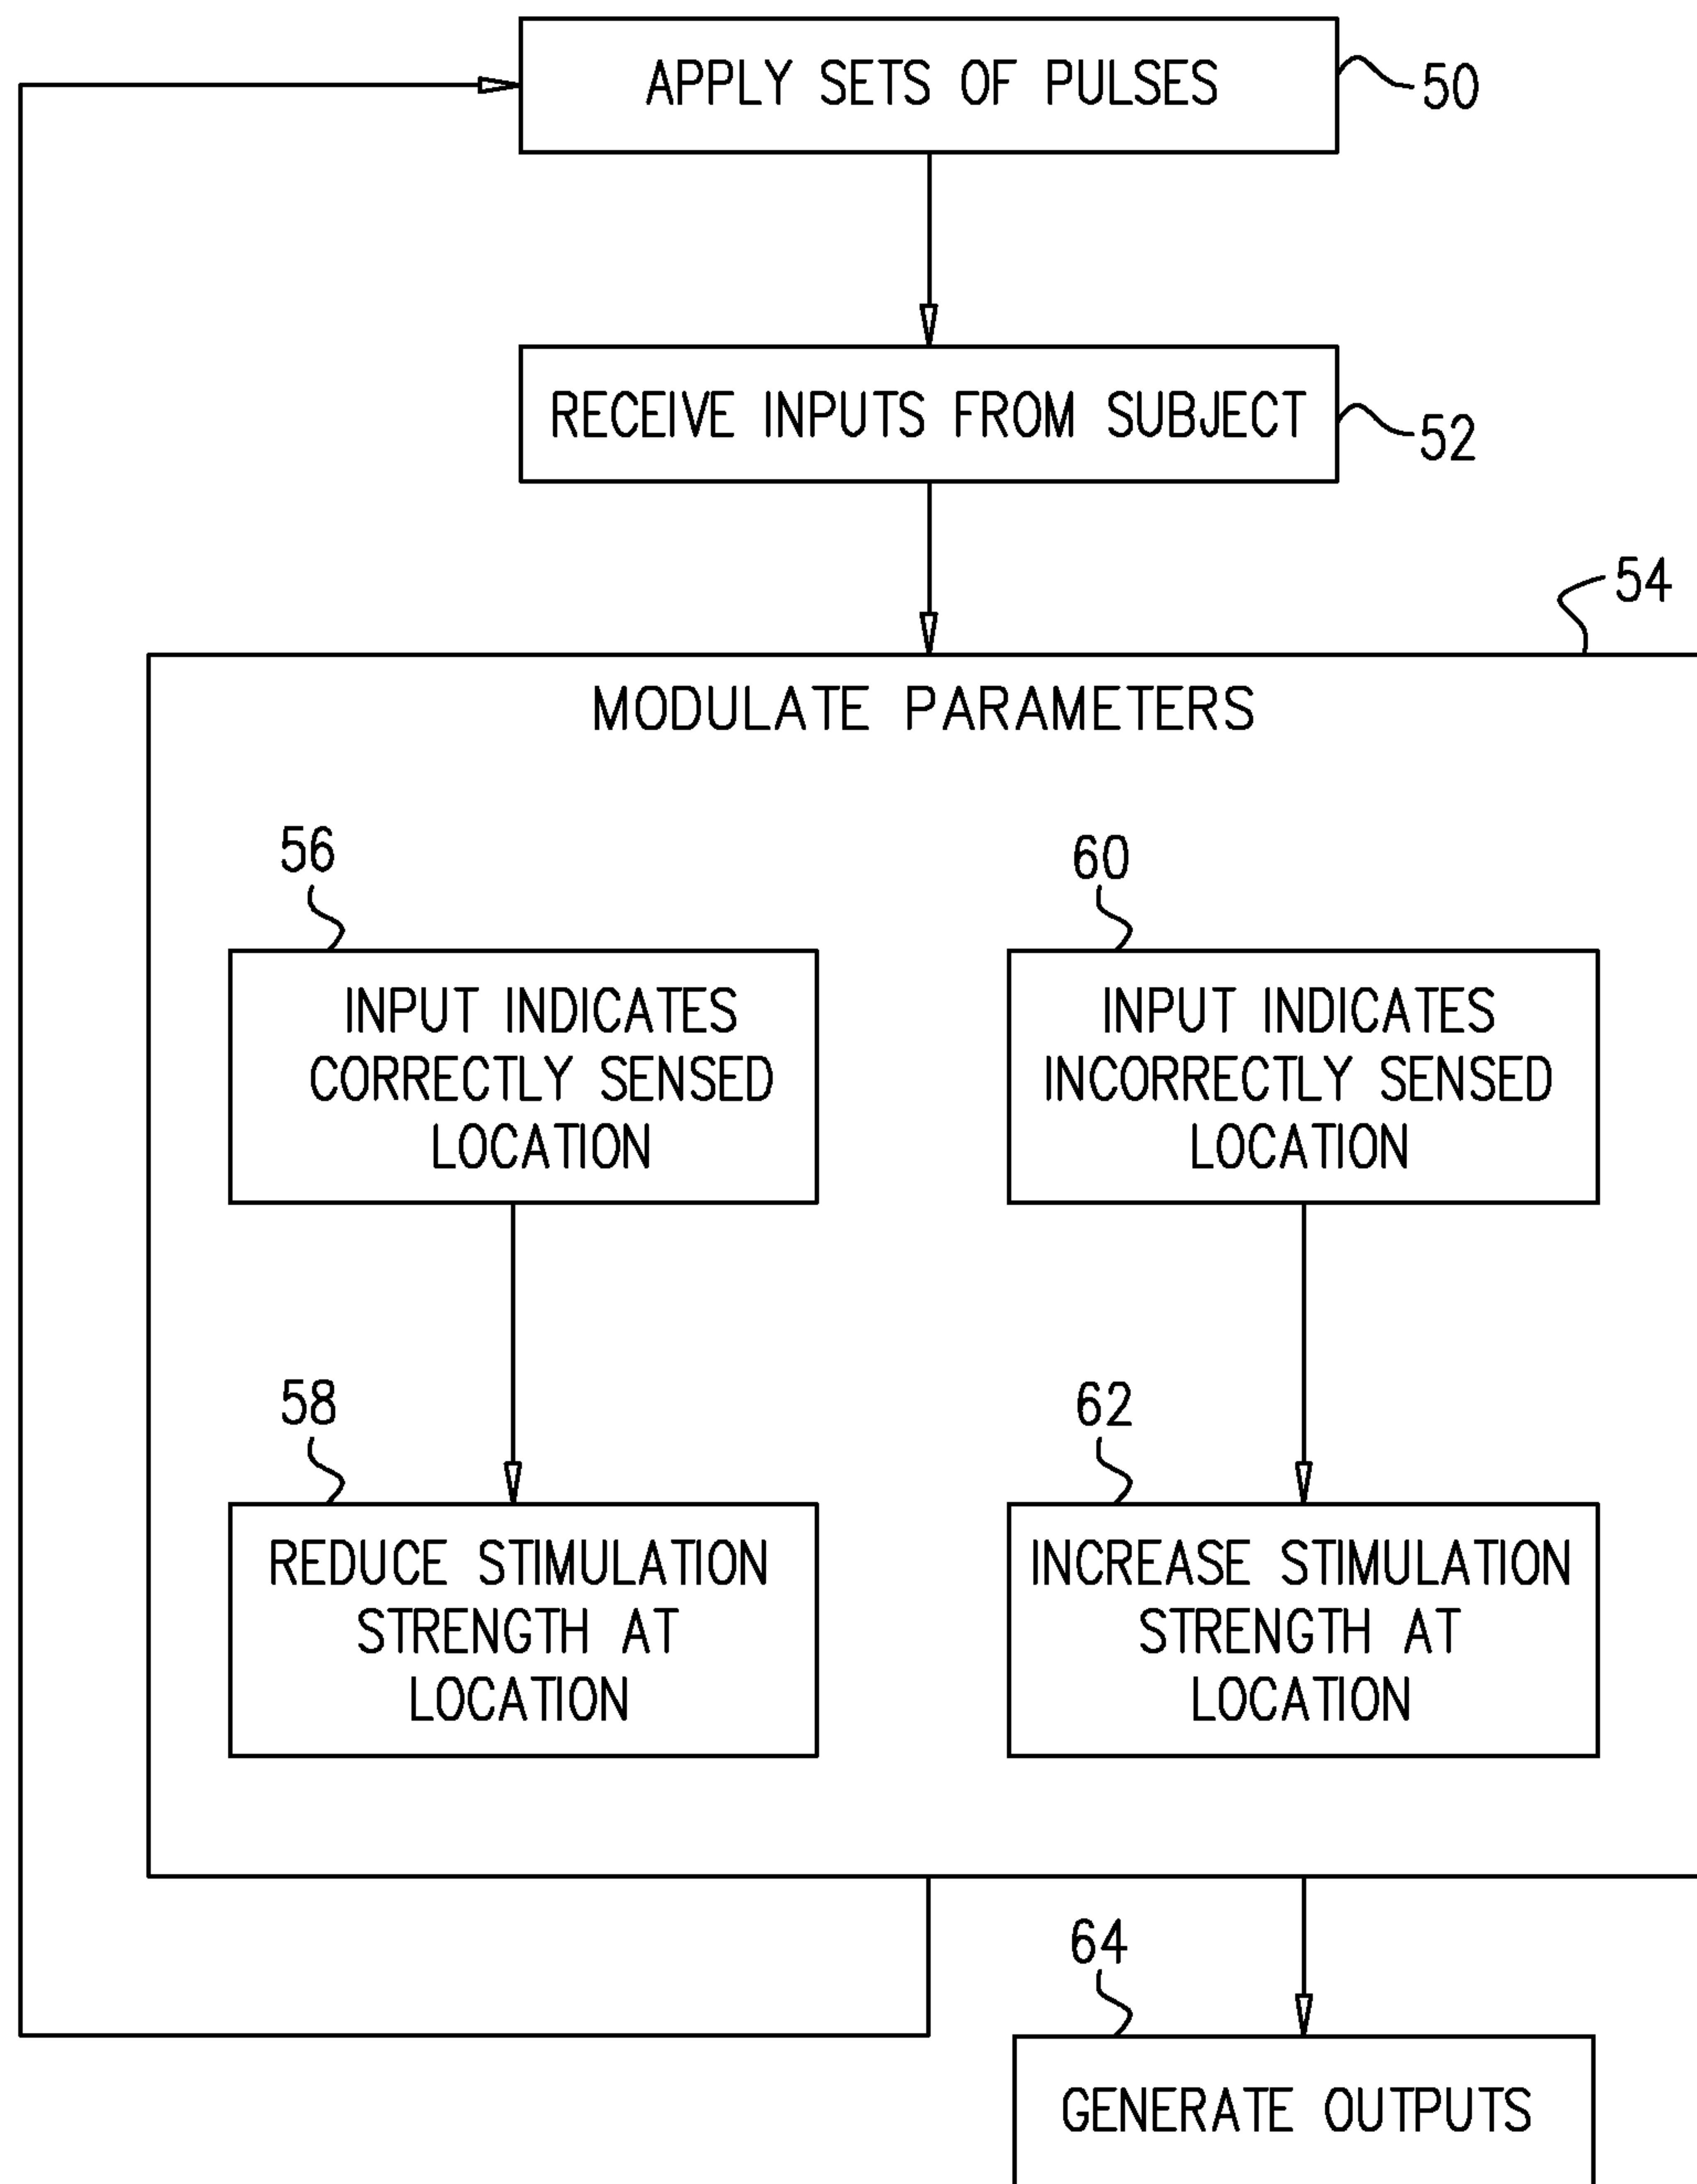 APPLY SETS OF PULSES
50
RECEIVE INPUTS FROM SUBJECT
52
54
MODULATE PARAMETERS
56
60
INPUT INDICATES
CORRECTLY SENSED
LOCATION
INPUT INDICATES
INCORRECTLY SENSED
LOCATION
58
62
REDUCE STIMULATION
STRENGTH AT
LOCATION
INCREASE STIMULATION
STRENGTH AT
LOCATION
64
GENERATE OUTPUTS